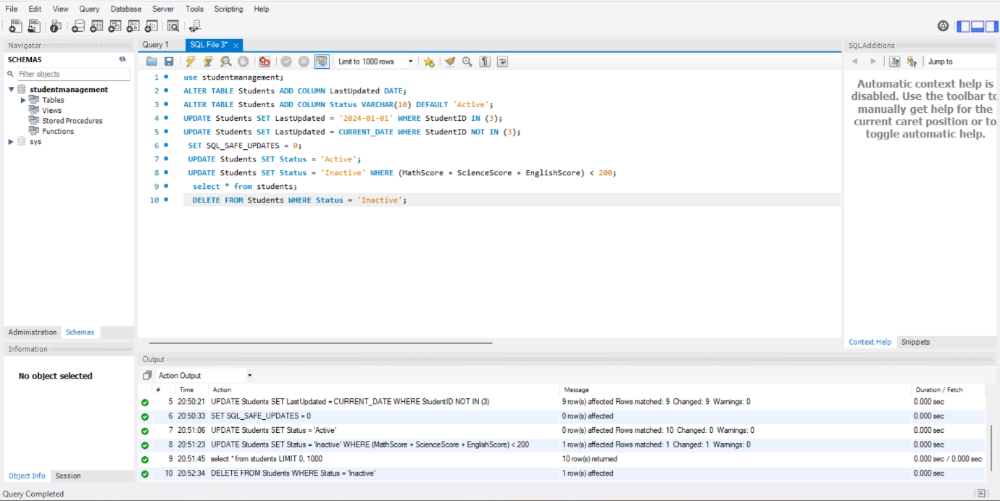 File Edit View Query Database Server Tools Scripting Help
Navigator
SCHEMAS
Filter objects
studentmanagement
Tables
Views
Stored Procedures
Functions
sys
Administration Schemas
Information
No object selected
Object Info Session
Query 1 SQL File 3* ×
Limit to 1000 rows
1 use studentmanagement;
2 ALTER TABLE Students ADD COLUMN LastUpdated DATE;
3 ALTER TABLE Students ADD COLUMN Status VARCHAR(10) DEFAULT 'Active';
4 UPDATE Students SET LastUpdated = '2024-01-01' WHERE StudentID IN (3);
5 UPDATE Students SET LastUpdated = CURRENT_DATE WHERE StudentID NOT IN (3);
6 SET SQL_SAFE_UPDATES = 0;
7 UPDATE Students SET Status = 'Active';
8 UPDATE Students SET Status = 'Inactive' WHERE (MathScore + ScienceScore + EnglishScore) < 200;
9 select * from students;
10 DELETE FROM Students WHERE Status = 'Inactive';
SQLAdditions
Jump to
Automatic context help is
disabled. Use the toolbar to
manually get help for the
current caret position or to
toggle automatic help.
Context Help Snippets
Output
Action Output
# Time Action Message Duration / Fetch
5 20:50:21 UPDATE Students SET LastUpdated = CURRENT_DATE WHERE StudentID NOT IN (3) 9 row(s) affected Rows matched: 9 Changed: 9 Warnings: 0 0.000 sec
6 20:50:33 SET SQL_SAFE_UPDATES = 0 0 row(s) affected 0.000 sec
7 20:51:06 UPDATE Students SET Status = 'Active' 0 row(s) affected Rows matched: 10 Changed: 0 Warnings: 0 0.000 sec
8 20:51:23 UPDATE Students SET Status = 'Inactive' WHERE (MathScore + ScienceScore + EnglishScore) < 200 1 row(s) affected Rows matched: 1 Changed: 1 Warnings: 0 0.000 sec
9 20:51:45 select * from students LIMIT 0, 1000 10 row(s) returned 0.000 sec / 0.000 sec
10 20:52:34 DELETE FROM Students WHERE Status = 'Inactive' 1 row(s) affected 0.000 sec
Query Completed